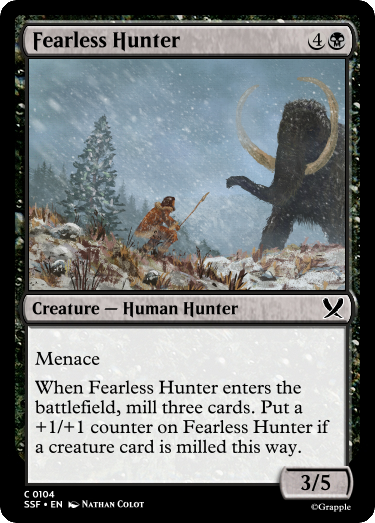 Fearless Hunter 4
Creature — Human Hunter
Menace
When Fearless Hunter enters the
battlefield, mill three cards. Put a
+1/+1 counter on Fearless Hunter if
a creature card is milled this way.
3/5
C 0104
SSF • EN Nathan Colot
©Grapple